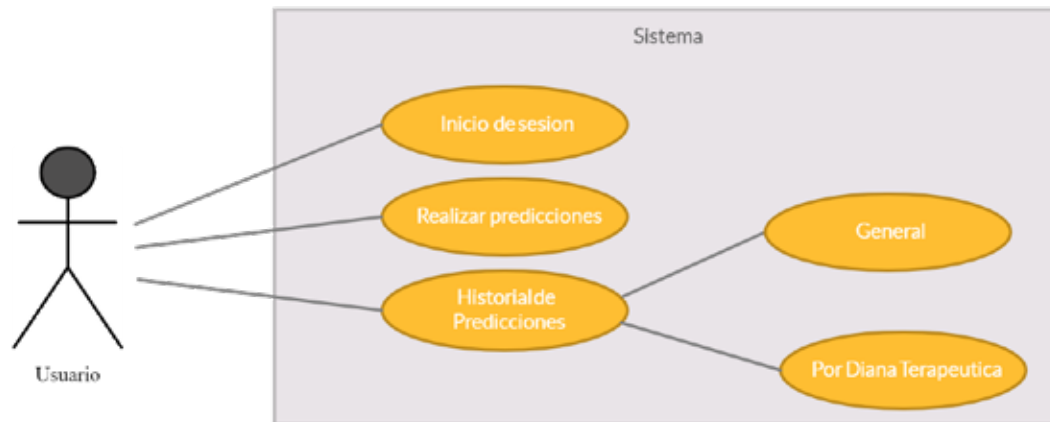 Sistema
Inicio de sesion
Realizar predicciones
Historial de
Predicciones
General
Por Diana Terapeutica
Usuario